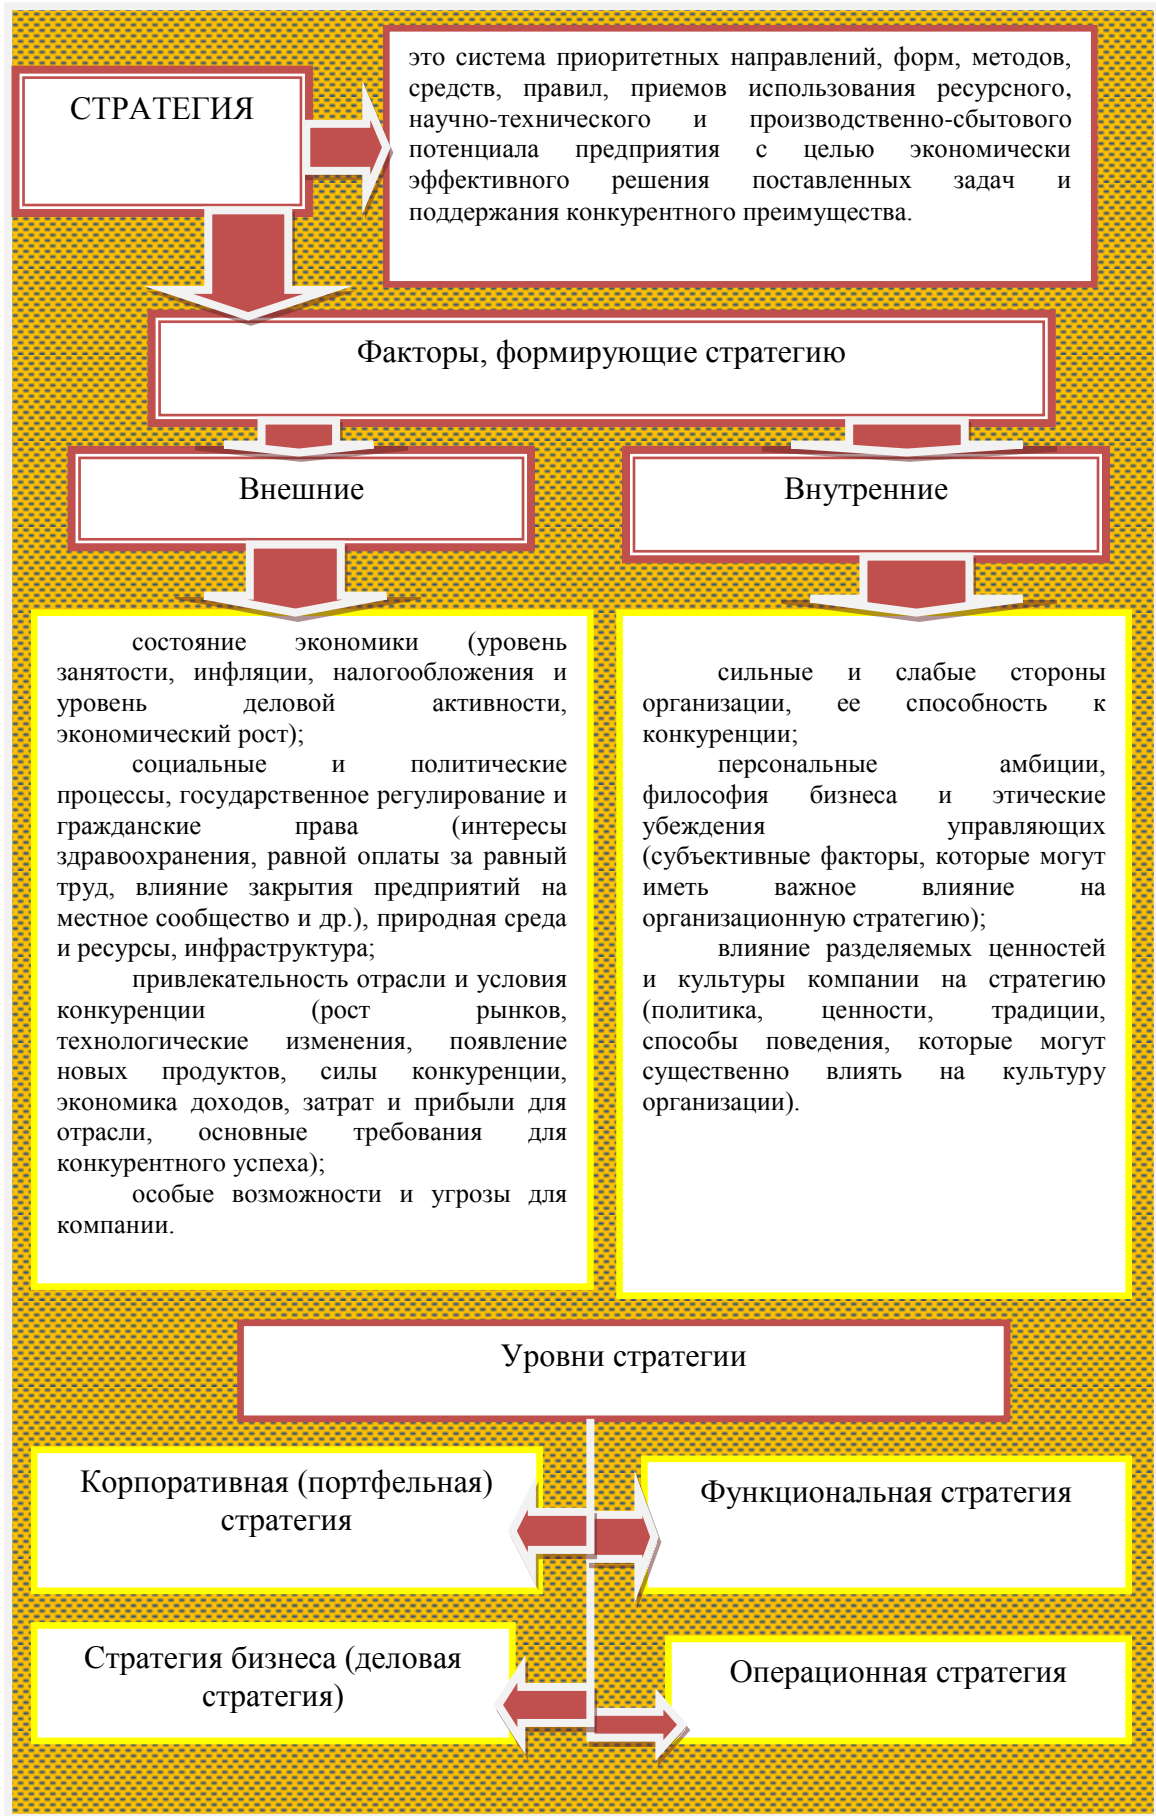 СТРАТЕГИЯ
это система приоритетных направлений, форм, методов,
средств, правил, приемов использования ресурсного,
научно-технического и производственно-сбытового
потенциала предприятия с целью экономически
эффективного решения поставленных задач и
поддержания конкурентного преимущества.
Факторы, формирующие стратегию
Внешние
Внутренние
состояние экономики (уровень
занятости, инфляции, налогообложения и
уровень деловой активности,
экономический рост);
социальные и политические
процессы, государственное регулирование и
гражданские права (интересы
здравоохранения, равной оплаты за равный
труд, влияние закрытия предприятий на
местное сообщество и др.), природная среда
и ресурсы, инфраструктура;
привлекательность отрасли и условия
конкуренции (рост рынков,
технологические изменения, появление
новых продуктов, силы конкуренции,
экономика доходов, затрат и прибыли для
отрасли, основные требования для
конкурентного успеха);
особые возможности и угрозы для
компании.
сильные и слабые стороны
организации, ее способность к
конкуренции;
персональные амбиции,
философия бизнеса и этические
убеждения управляющих
(субъективные факторы, которые могут
иметь важное влияние на
организационную стратегию);
влияние разделяемых ценностей
и культуры компании на стратегию
(политика, ценности, традиции,
способы поведения, которые могут
существенно влиять на культуру
организации).
Уровни стратегии
Корпоративная (портфельная)
стратегия
Функциональная стратегия
Стратегия бизнеса (деловая
стратегия)
Операционная стратегия